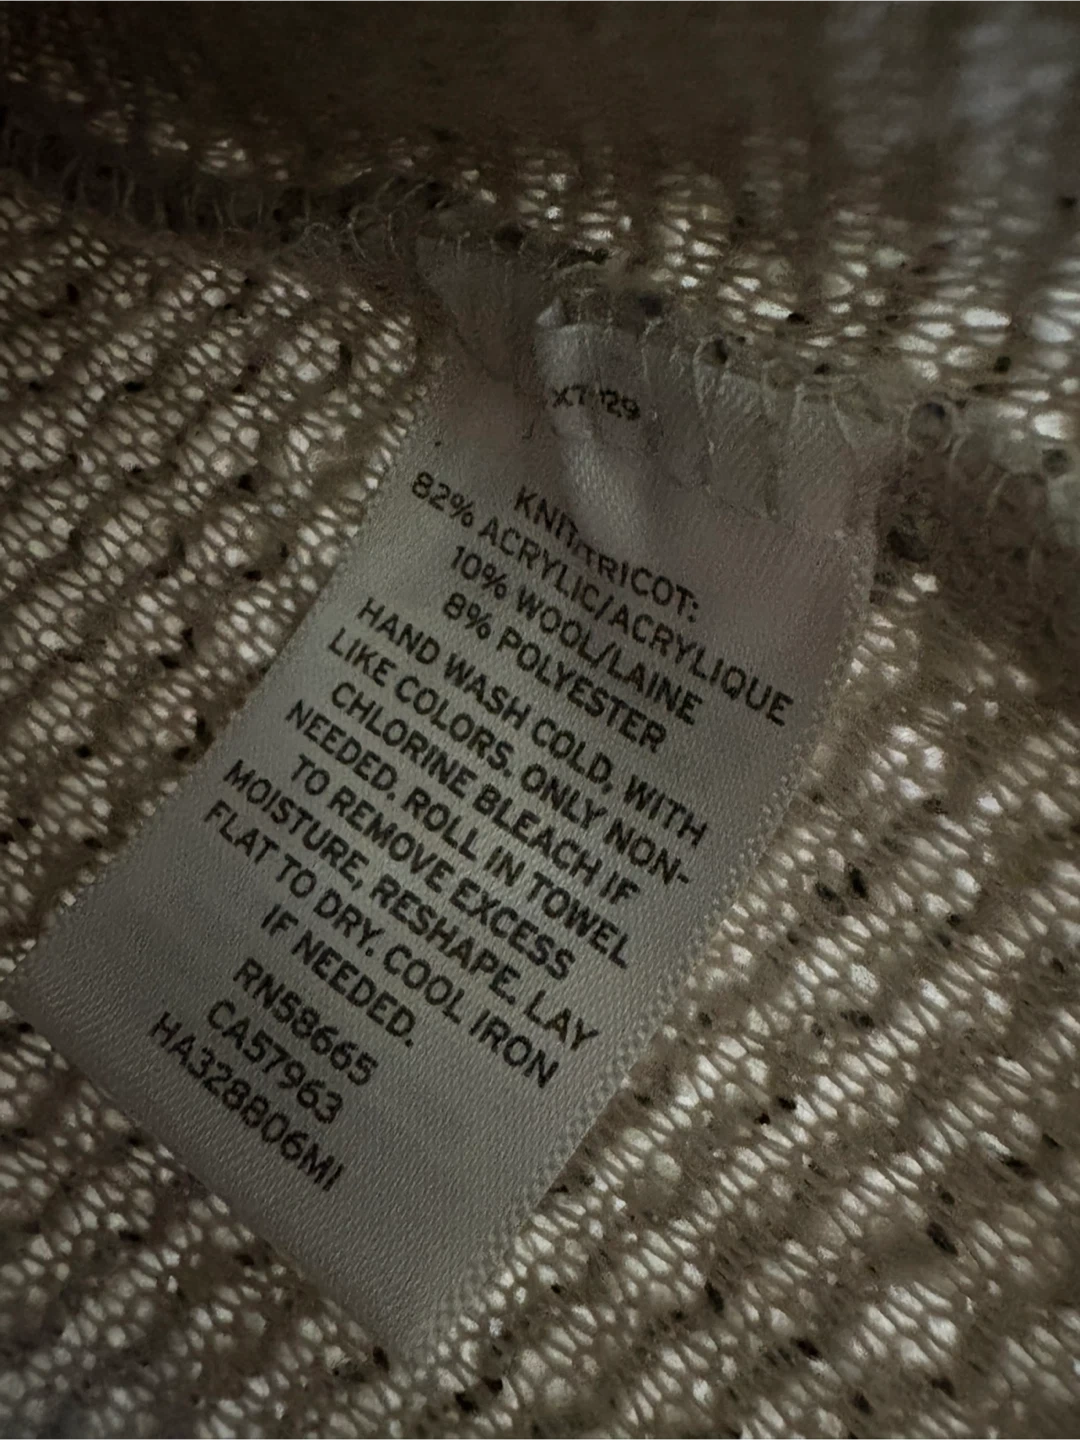 KNIT/TRICOT:
82% ACRYLIC/ACRYLIQUE
10% WOOL/LAINE
8% POLYESTER
HAND WASH COLD, WITH
LIKE COLORS. ONLY NON-
CHLORINE BLEACH IF
NEEDED. ROLL IN TOWEL
TO REMOVE EXCESS
MOISTURE, RESHAPE. LAY
FLAT TO DRY. COOL IRON
IF NEEDED.
RN58665
CA57963
HA328806MI